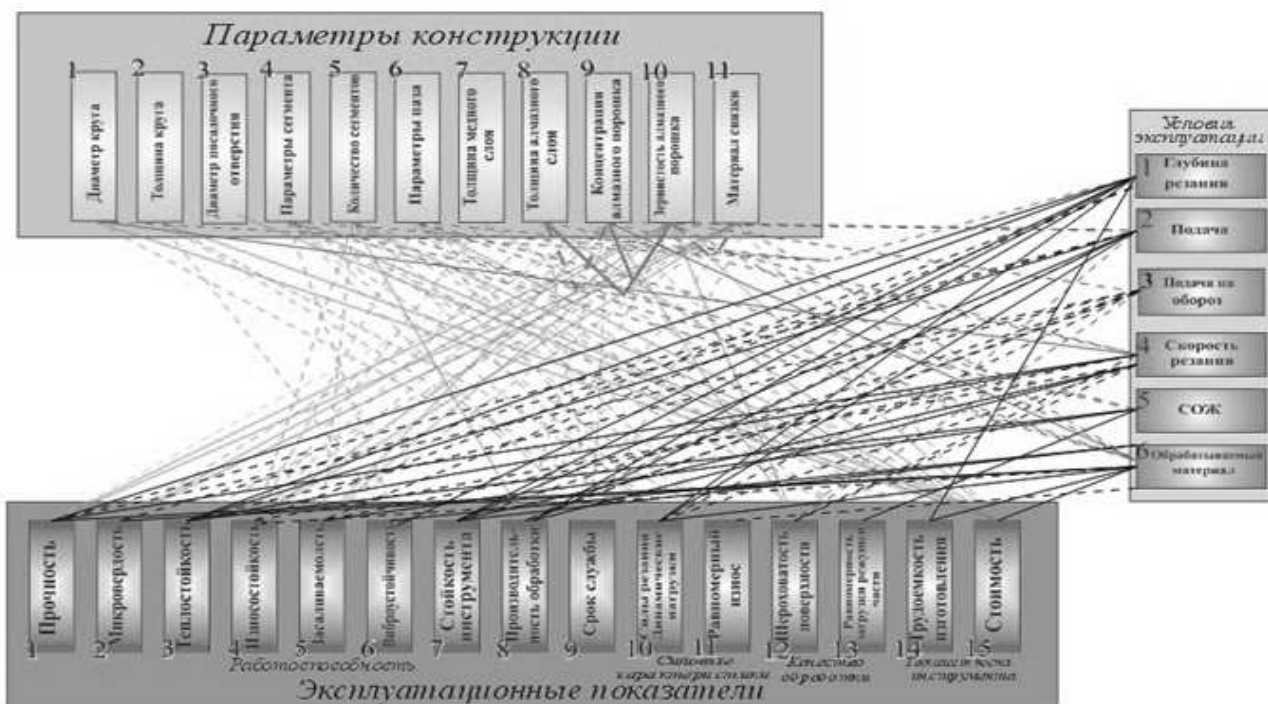 Параметры конструкции
1
Диаметр круга
2
Толщина круга
3
Диаметр посадочного
отверстия
4
Параметры сегмента
5
Количество сегментов
6
Параметры паза
7
Толщина медного
слоя
8
Толщина алмазного
слоя
9
Концентрация
алмазного порошка
10
Зернистость алмазного
порошка
11
Материал связки
Условия
эксплуатации
1 Глубина
резания
2 Подача
3 Подача на
оборот
4 Скорость
резания
5 СОЖ
6 Обрабатываемый
материал
Прочность
1
Микротвердость
2
Теплостойкость
3
Износостойкость
4
Засаливаемость
5
Виброустойчивость
6
Стойкость
инструмента
7
Производитель-
ность обработки
8
Срок службы
9
Силы резания
динамические
нагрузки
10
Равномерный
износ
11
Шероховатость
поверхности
12
Равномерность
загрузки режущей
части
13
Трудоемкость
изготовления
14
Стоимость
15
Работоспособность
Силовые
характеристики
Качество
обработки
инструмента
Эксплуатационные показатели